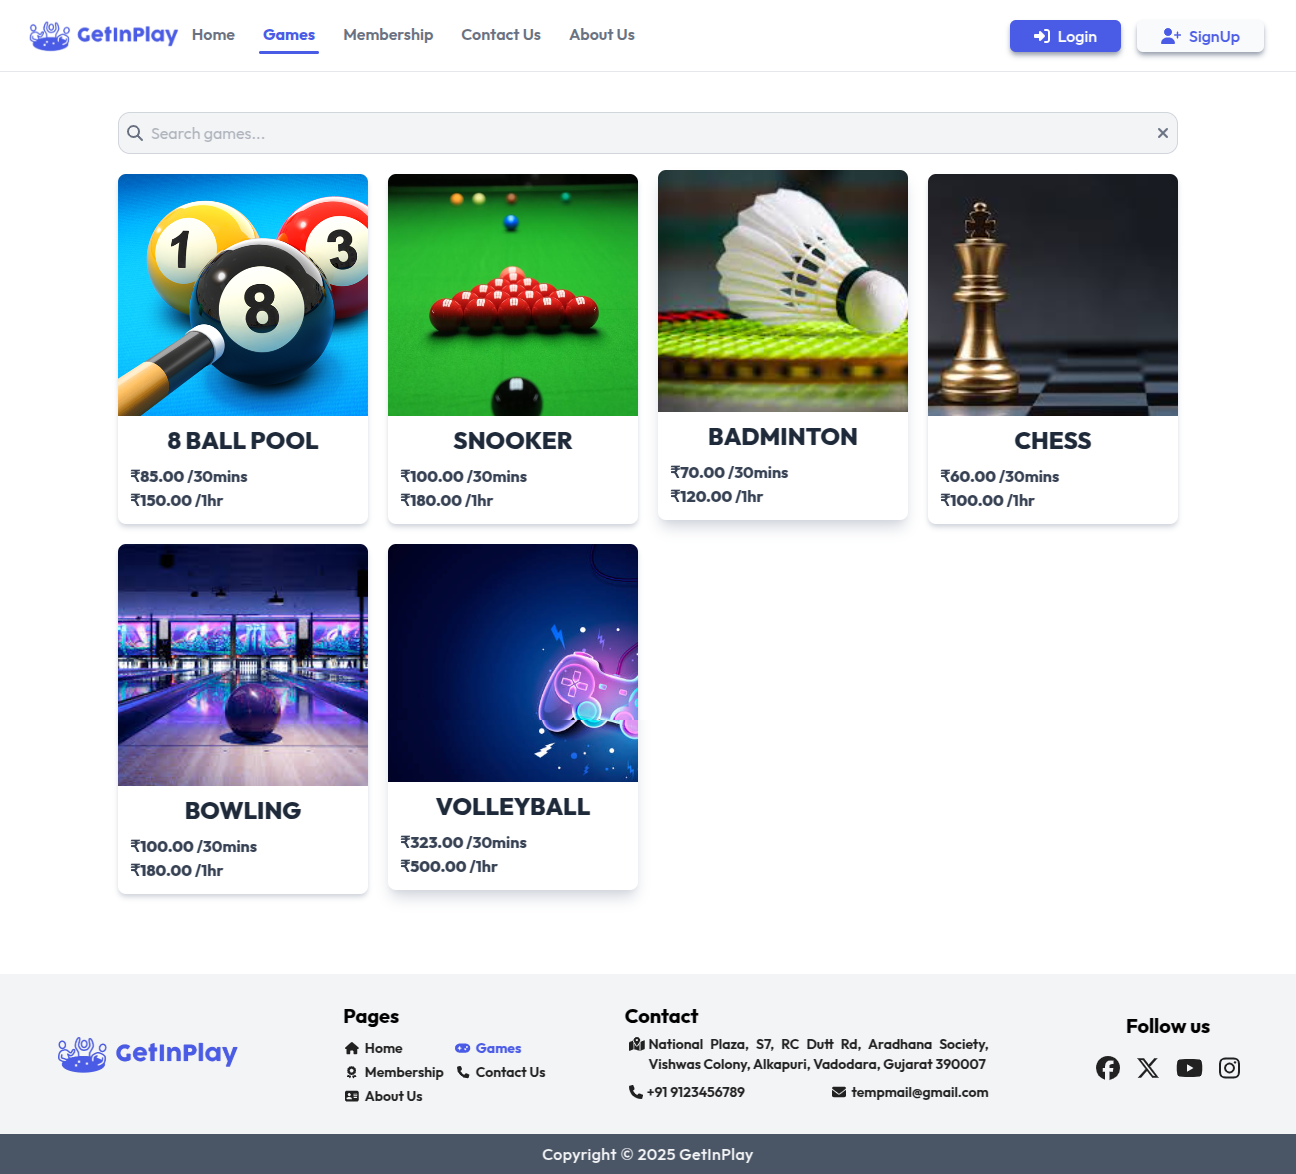 GetInPlay
Home
Games
Membership
Contact Us
About Us
Login
SignUp
Search games...
1
3
8
8 BALL POOL
₹85.00 /30mins
₹150.00 /1hr
SNOOKER
₹100.00 /30mins
₹180.00 /1hr
BADMINTON
₹70.00 /30mins
₹120.00 /1hr
CHESS
₹60.00 /30mins
₹100.00 /1hr
BOWLING
₹100.00 /30mins
₹180.00 /1hr
VOLLEYBALL
₹323.00 /30mins
₹500.00 /1hr
GetInPlay
Pages
Home
Games
Membership
Contact Us
About Us
Contact
National Plaza, S7, RC Dutt Rd, Aradhana Society,
Vishwas Colony, Alkapuri, Vadodara, Gujarat 390007
+91 9123456789
tempmail@gmail.com
Follow us
Copyright © 2025 GetInPlay